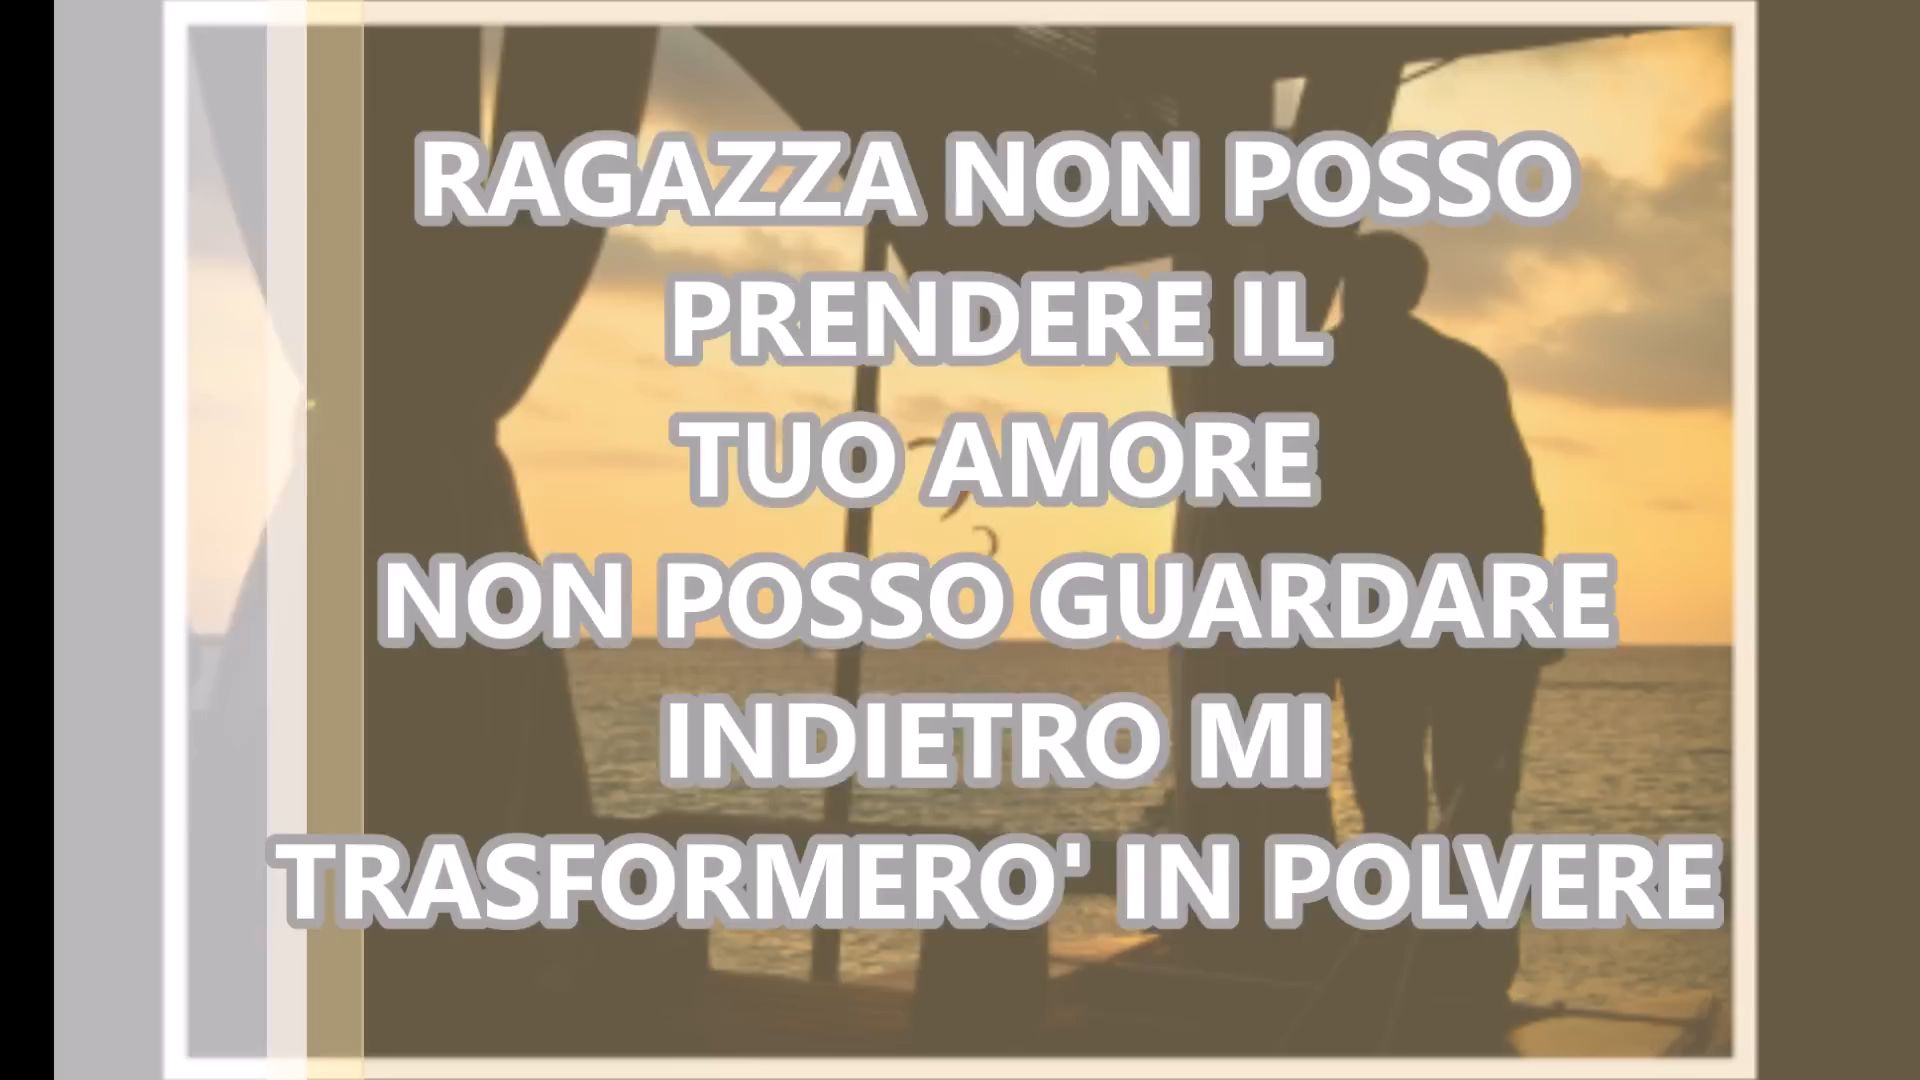 RAGAZZA NON POSSO
PRENDERE IL
TUO AMORE
NON POSSO GUARDARE
INDIETRO MI
TRASFORMERO' IN POLVERE